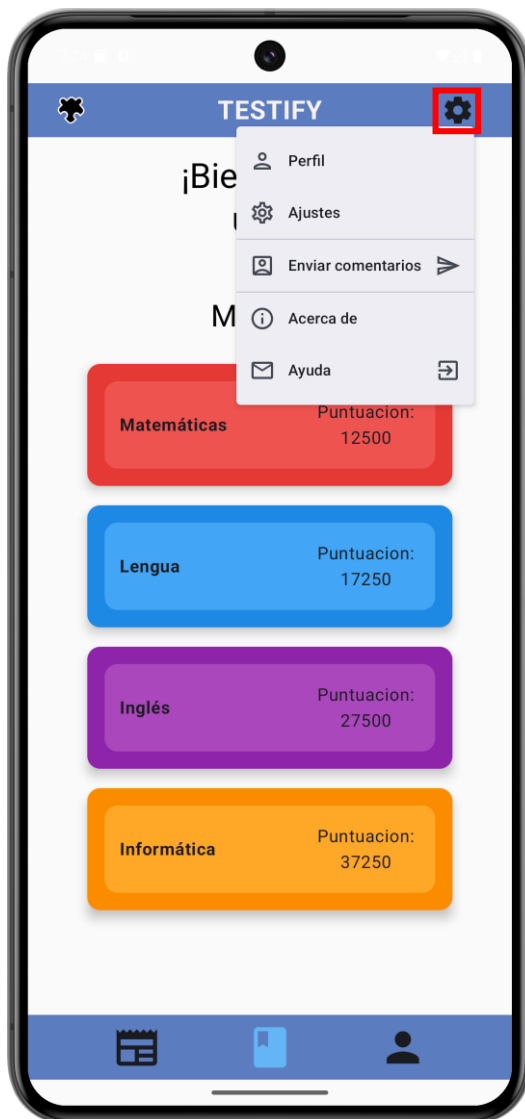 TESTIFY
¡Bie
Perfil
Ajustes
Enviar comentarios
M
Acerca de
Ayuda
Matemáticas
Puntuacion:
12500
Lengua
Puntuacion:
17250
Inglés
Puntuacion:
27500
Informática
Puntuacion:
37250